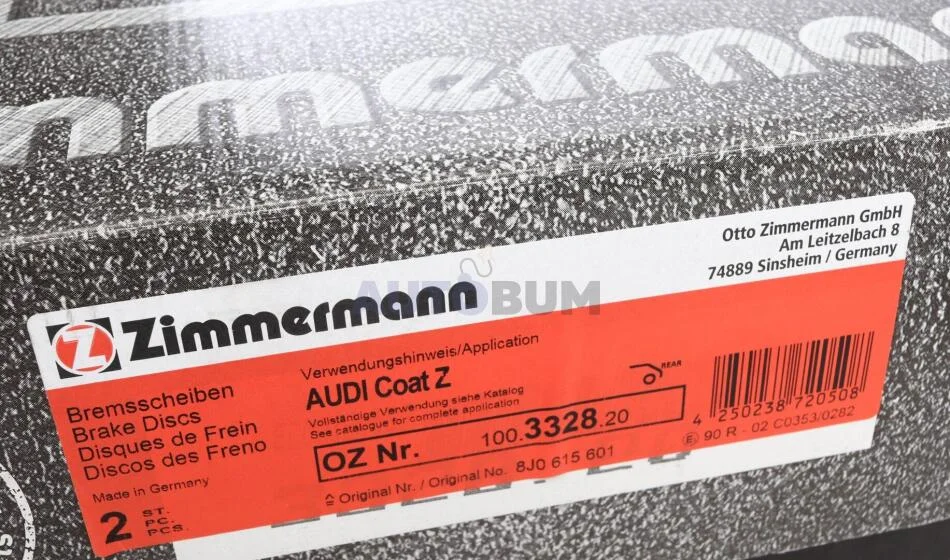 Zimmermann
Otto Zimmermann GmbH
Am Leitzelbach 8
74889 Sinsheim / Germany
AUTOBUM
Z Zimmermann
Bremsscheiben
Brake Discs
Disques de Frein
Discos des Freno
Made in Germany
2 ST.
PC.
PCS.
Verwendungshinweis/Application
AUDI Coat Z
Vollständige Verwendung siehe Katalog
See catalogue for complete application
OZ Nr. 100.3328.20
≙ Original Nr. / Original No. 8J0 615 601
REAR
4 250238 720508
E 90 R - 02 C0353/0282